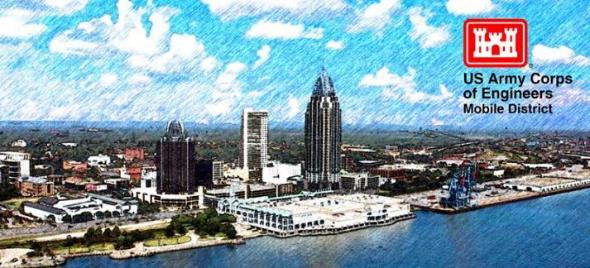 US Army Corps
of Engineers
Mobile District